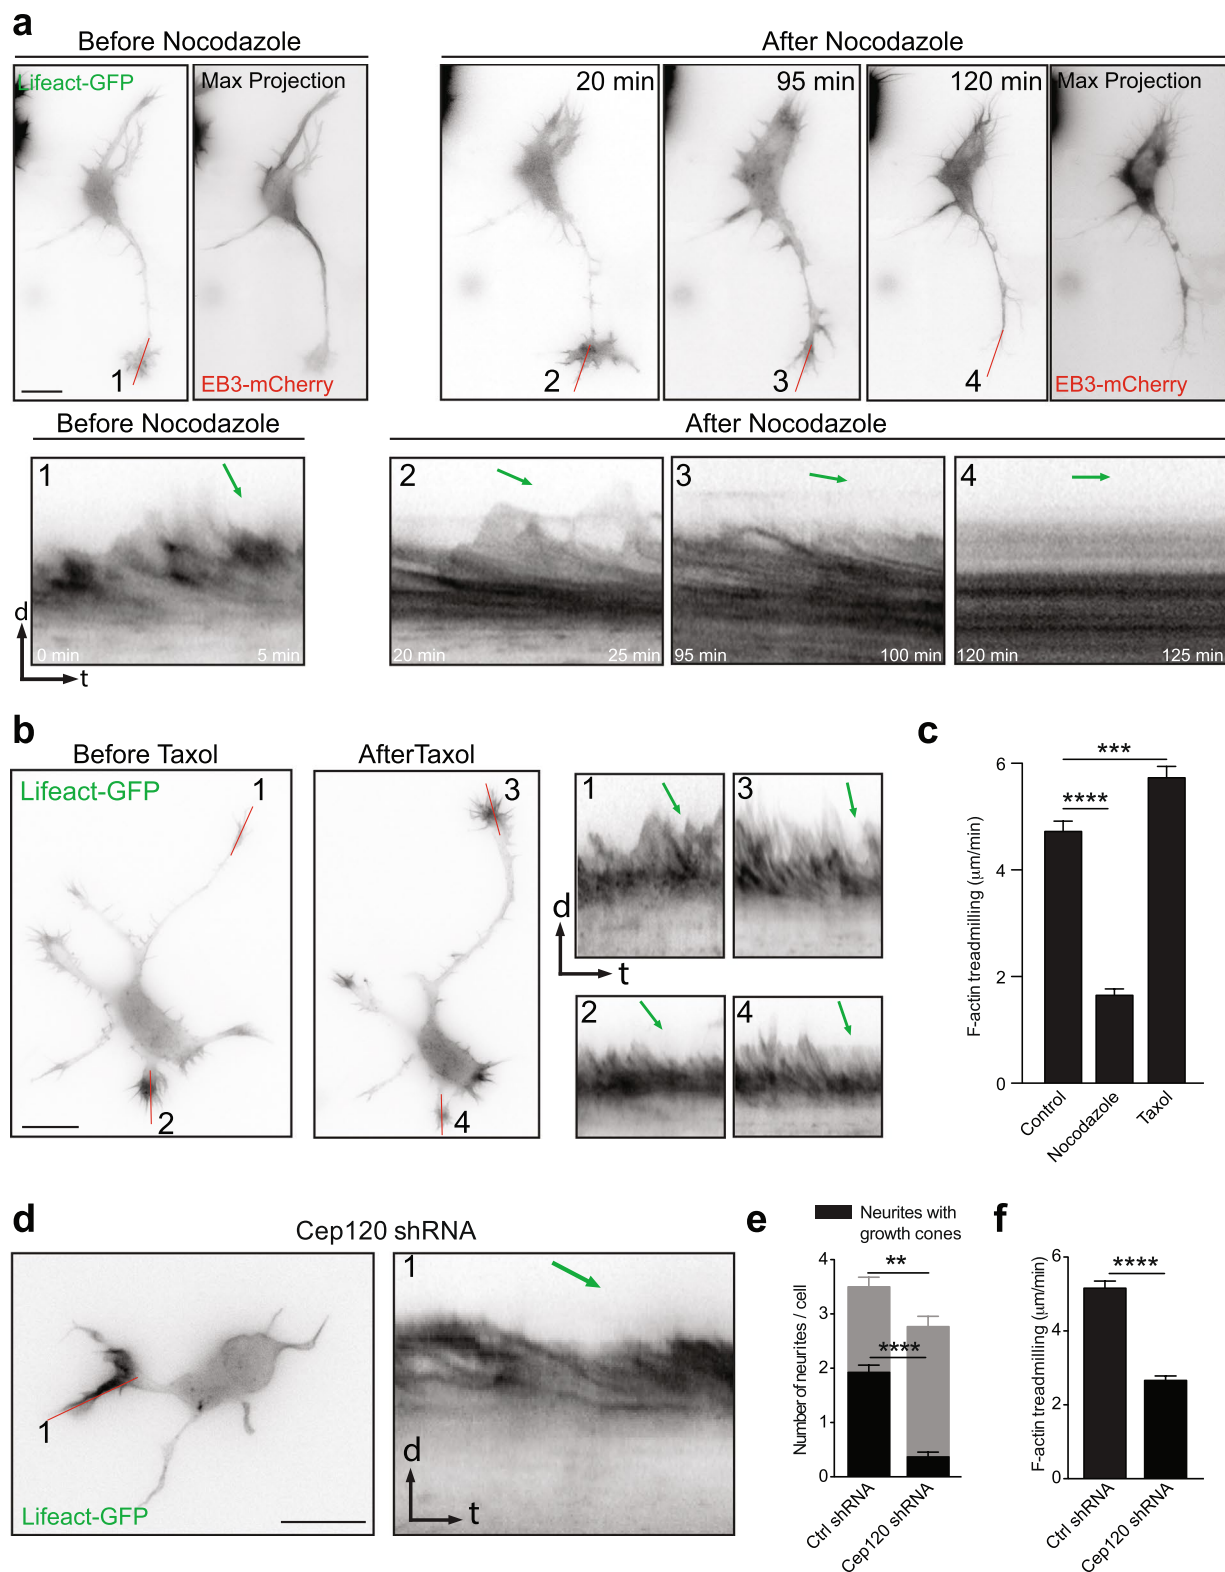 a
Before Nocodazole
After Nocodazole
Lifeact-GFP
Max Projection
20 min
95 min
120 min
Max Projection
1
EB3-mCherry
2
3
4
EB3-mCherry
Before Nocodazole
After Nocodazole
1
2
3
4
d
0 min
5 min
20 min
25 min
95 min
100 min
120 min
125 min
t
b
Before Taxol
AfterTaxol
Lifeact-GFP
1
2
3
4
1
3
d
t
2
4
c
F-actin treadmilling (μm/min)
6
4
2
0
***
****
Control
Nocodazole
Taxol
d
Cep120 shRNA
1
Lifeact-GFP
1
d
t
e
Neurites with
growth cones
Number of neurites / cell
4
3
2
1
0
**
****
Ctrl shRNA
Cep120 shRNA
f
F-actin treadmilling (μm/min)
6
4
2
0
****
Ctrl shRNA
Cep120 shRNA